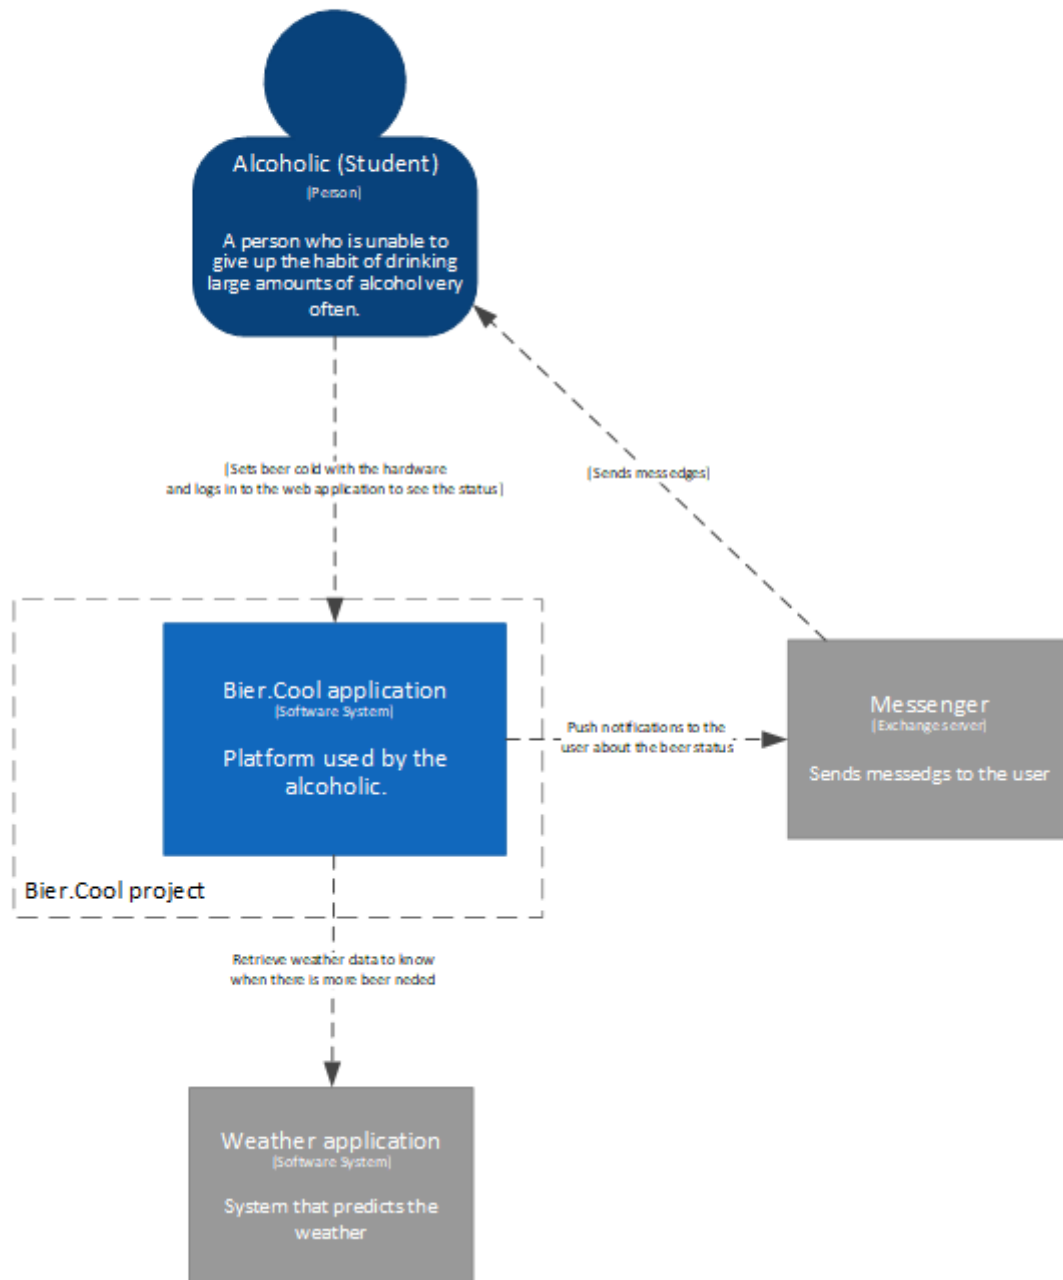 Alcoholic (Student)
[Person]
A person who is unable to
give up the habit of drinking
large amounts of alcohol very
often.
[Sets beer cold with the hardware
and logs in to the web application to see the status]
[Sends messedges]
Bier.Cool application
[Software System]
Platform used by the
alcoholic.
Bier.Cool project
Push notifications to the
user about the beer status
Messenger
[Exchange server]
Sends messedgs to the user
Retrieve weather data to know
when there is more beer neded
Weather application
[Software System]
System that predicts the
weather